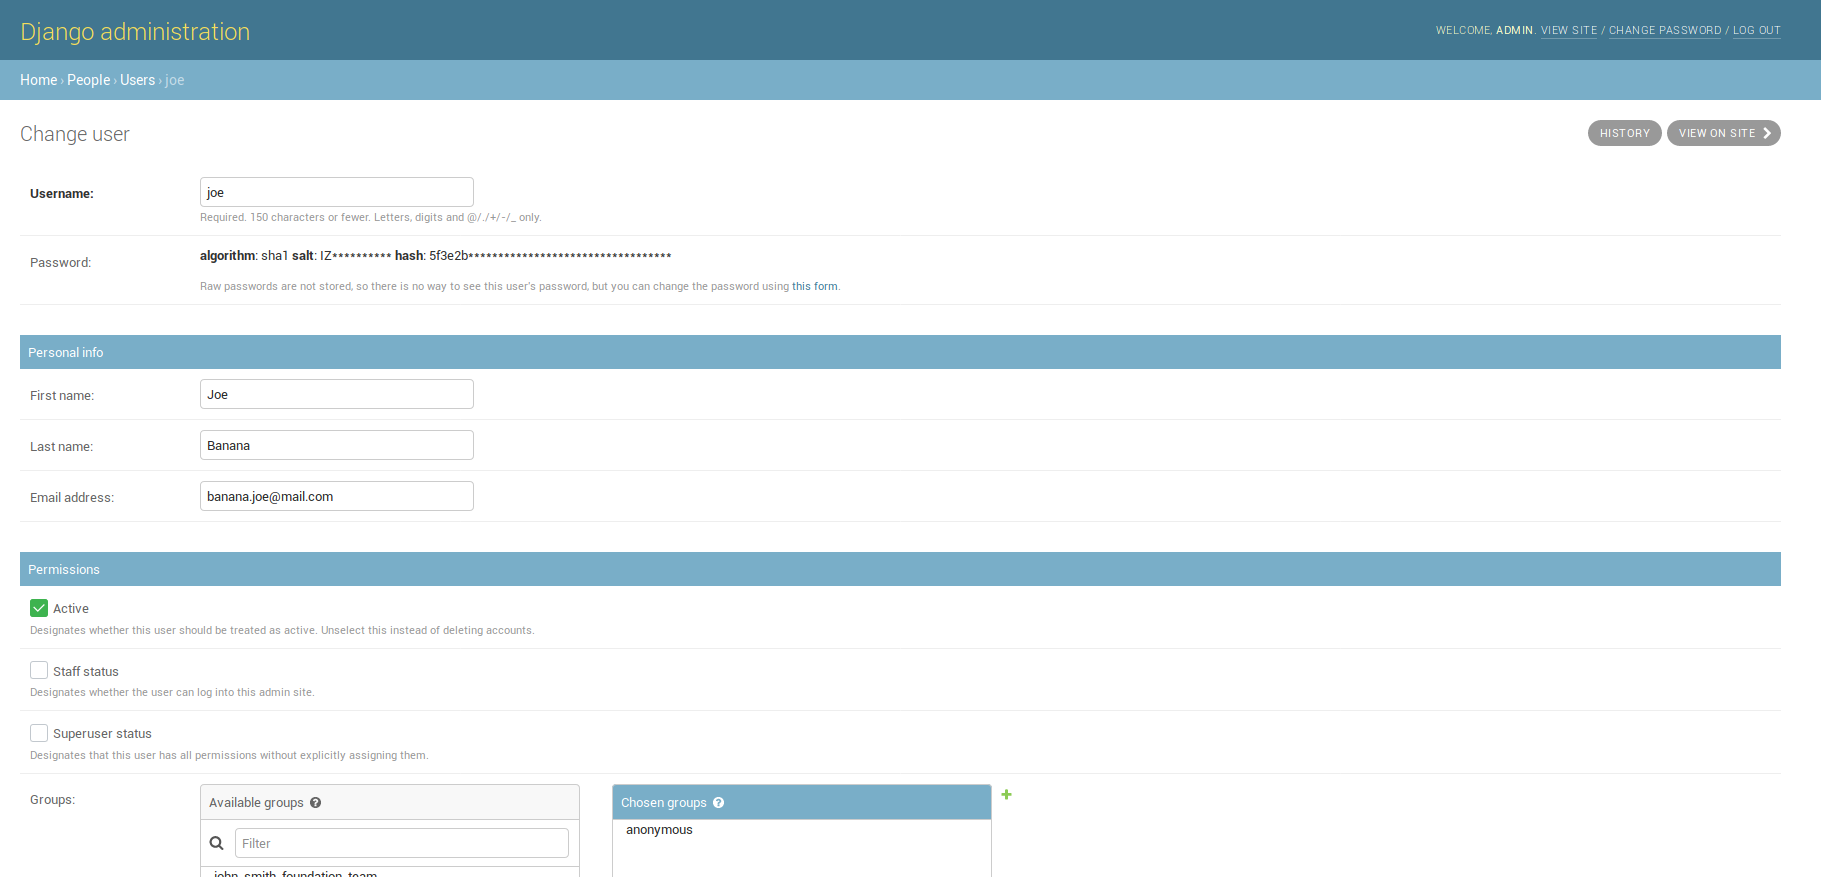 Django administration
WELCOME, ADMIN. VIEW SITE / CHANGE PASSWORD / LOG OUT
Home › People › Users › joe
Change user
HISTORY
VIEW ON SITE
Username:
joe
Required. 150 characters or fewer. Letters, digits and @/./+/-/_ only.
Password:
algorithm: sha1 salt: IZ********** hash: 5f3e2b**********************************
Raw passwords are not stored, so there is no way to see this user's password, but you can change the password using this form.
Personal info
First name:
Joe
Last name:
Banana
Email address:
banana.joe@mail.com
Permissions
Active
Designates whether this user should be treated as active. Unselect this instead of deleting accounts.
Staff status
Designates whether the user can log into this admin site.
Superuser status
Designates that this user has all permissions without explicitly assigning them.
Groups:
Available groups ?
Chosen groups ?
Filter
anonymous
john_smith_foundation_team